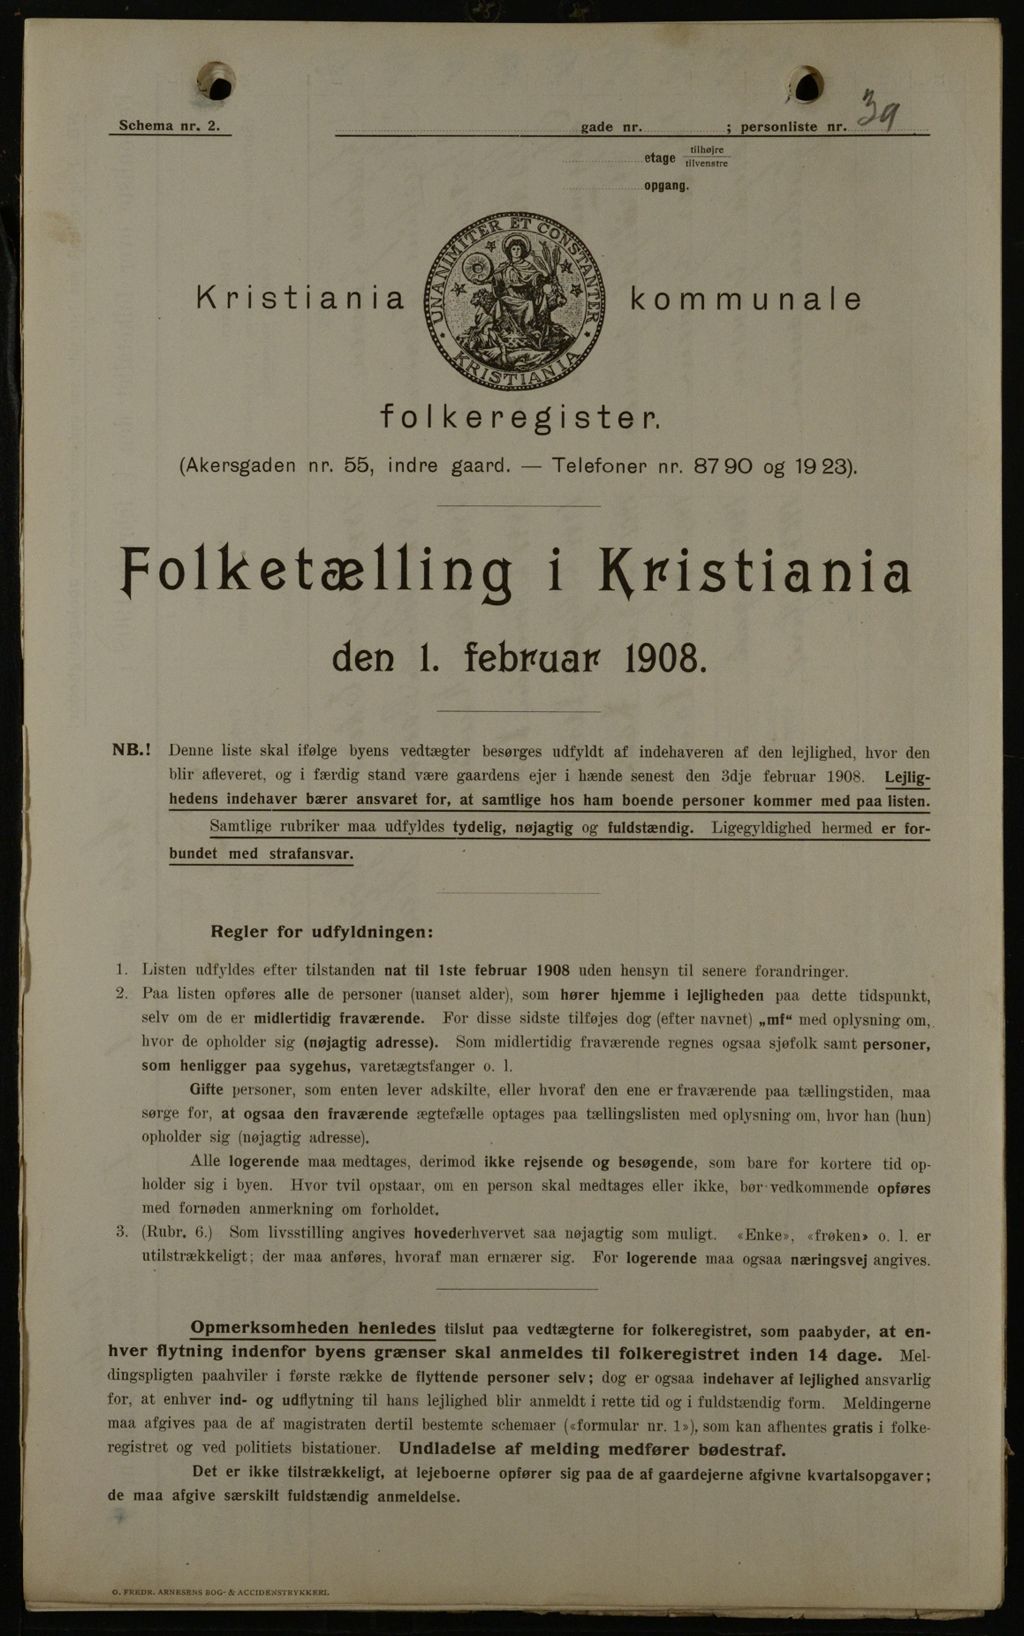 Schema nr. 2.
gade nr. ; personliste nr. 39
etage tilhøjre
tilvenstre
opgang.
UNANIMITER ET CONSTANTER
KRISTIANIA
Kristiania kommunale
folkeregister.
(Akersgaden nr. 55, indre gaard. — Telefoner nr. 8790 og 1923).
Folketælling i Kristiania
den 1. februar 1908.
NB.! Denne liste skal ifølge byens vedtægter besørges udfyldt af indehaveren af den lejlighed, hvor den
blir afleveret, og i færdig stand være gaardens ejer i hænde senest den 3dje februar 1908. Lejlig-
hedens indehaver bærer ansvaret for, at samtlige hos ham boende personer kommer med paa listen.
Samtlige rubriker maa udfyldes tydelig, nøjagtig og fuldstændig. Ligegyldighed hermed er for-
bundet med strafansvar.
Regler for udfyldningen:
1. Listen udfyldes efter tilstanden nat til 1ste februar 1908 uden hensyn til senere forandringer.
2. Paa listen opføres alle de personer (uanset alder), som hører hjemme i lejligheden paa dette tidspunkt,
selv om de er midlertidig fraværende. For disse sidste tilføjes dog (efter navnet) „mf“ med oplysning om,
hvor de opholder sig (nøjagtig adresse). Som midlertidig fraværende regnes ogsaa sjøfolk samt personer,
som henligger paa sygehus, varetægtsfanger o. l.
Gifte personer, som enten lever adskilte, eller hvoraf den ene er fraværende paa tællingstiden, maa
sørge for, at ogsaa den fraværende ægtefælle optages paa tællingslisten med oplysning om, hvor han (hun)
opholder sig (nøjagtig adresse).
Alle logerende maa medtages, derimod ikke rejsende og besøgende, som bare for kortere tid op-
holder sig i byen. Hvor tvil opstaar, om en person skal medtages eller ikke, bør vedkommende opføres
med fornøden anmerkning om forholdet.
3. (Rubr. 6.) Som livsstilling angives hovederhvervet saa nøjagtig som muligt. «Enke», «frøken» o. l. er
utilstrækkeligt; der maa anføres, hvoraf man ernærer sig. For logerende maa ogsaa næringsvej angives.
Opmerksomheden henledes tilslut paa vedtægterne for folkeregistret, som paabyder, at en-
hver flytning indenfor byens grænser skal anmeldes til folkeregistret inden 14 dage. Mel-
dingspligten paahviler i første række de flyttende personer selv; dog er ogsaa indehaver af lejlighed ansvarlig
for, at enhver ind- og udflytning til hans lejlighed blir anmeldt i rette tid og i fuldstændig form. Meldingerne
maa afgives paa de af magistraten dertil bestemte schemaer («formular nr. 1»), som kan afhentes gratis i folke-
registret og ved politiets bistationer. Undladelse af melding medfører bødestraf.
Det er ikke tilstrækkeligt, at lejeboerne opfører sig paa de af gaardejerne afgivne kvartalsopgaver;
de maa afgive særskilt fuldstændig anmeldelse.
O. FREDR. ARNESENS BOG- & ACCIDENSTRYKKERI.